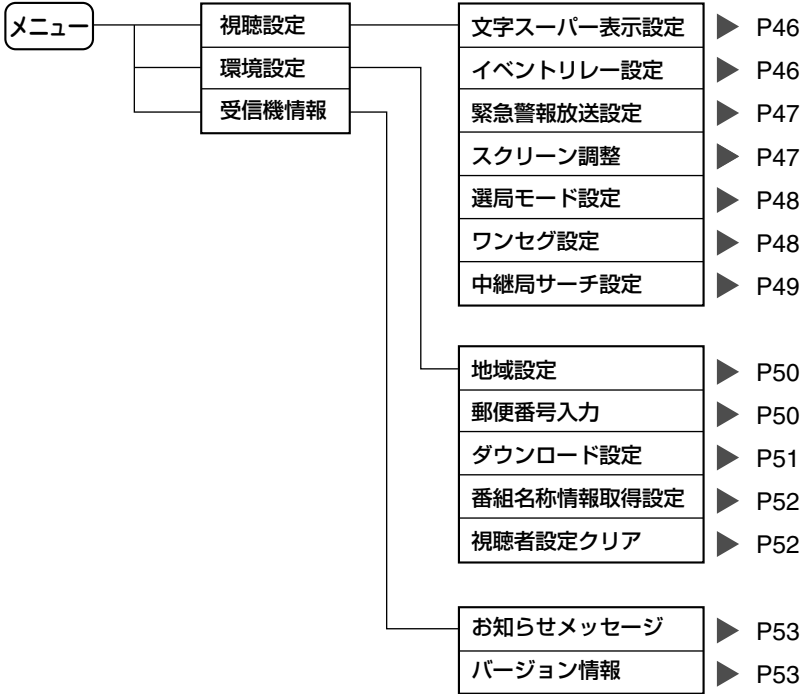 メニュー
視聴設定
環境設定
受信機情報
文字スーパー表示設定 ▶ P46
イベントリレー設定 ▶ P46
緊急警報放送設定 ▶ P47
スクリーン調整 ▶ P47
選局モード設定 ▶ P48
ワンセグ設定 ▶ P48
中継局サーチ設定 ▶ P49
地域設定 ▶ P50
郵便番号入力 ▶ P50
ダウンロード設定 ▶ P51
番組名称情報取得設定 ▶ P52
視聴者設定クリア ▶ P52
お知らせメッセージ ▶ P53
バージョン情報 ▶ P53